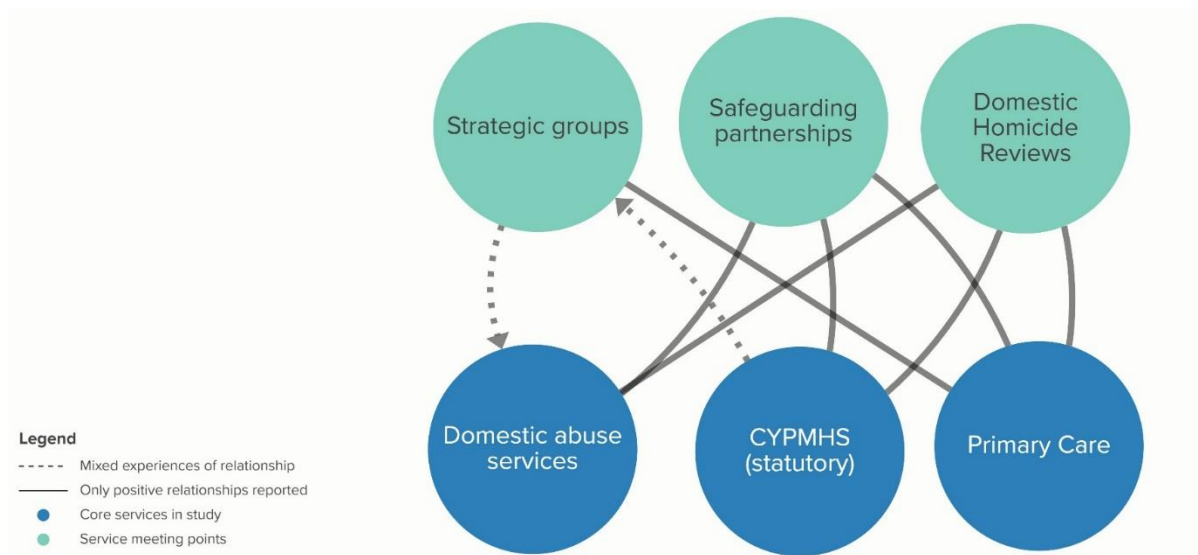 Strategic groups
Safeguarding
partnerships
Domestic
Homicide
Reviews
Domestic abuse
services
CYPMHS
(statutory)
Primary Care
Legend
Mixed experiences of relationship
Only positive relationships reported
Core services in study
Service meeting points